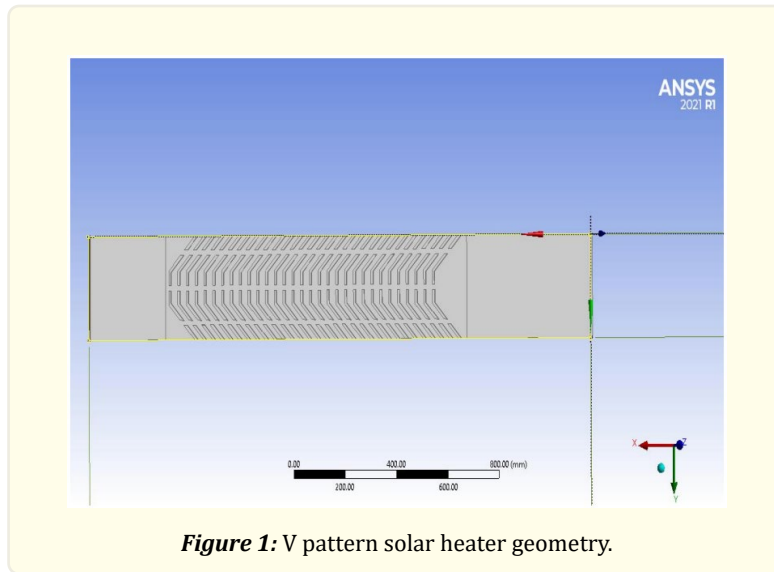 ANSYS
2021 R1
0.00 400.00 800.00 (mm)
200.00 600.00
X Z
Y
Figure 1: V pattern solar heater geometry.